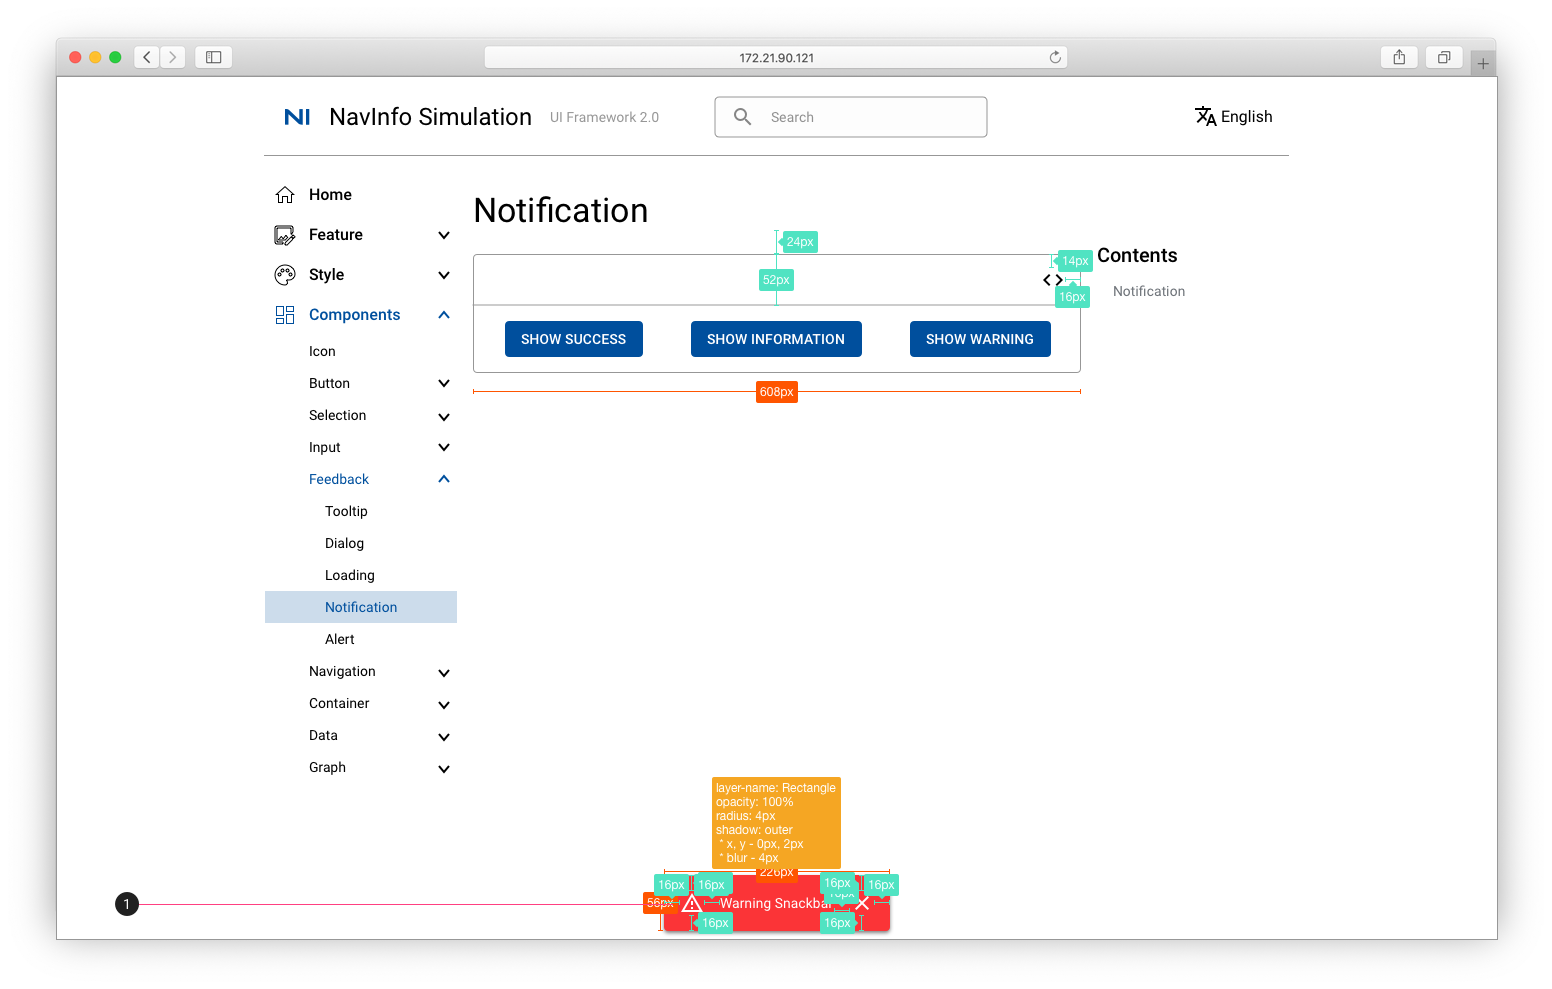 172.21.90.121
NI NavInfo Simulation UI Framework 2.0
Search
English
Home
Feature
Style
Components
Icon
Button
Selection
Input
Feedback
Tooltip
Dialog
Loading
Notification
Alert
Navigation
Container
Data
Graph
Notification
24px
14px
52px
16px
SHOW SUCCESS
SHOW INFORMATION
SHOW WARNING
608px
Contents
Notification
layer-name: Rectangle
opacity: 100%
radius: 4px
shadow: outer
* x, y - 0px, 2px
* blur - 4px
226px
16px
16px
16px
16px
16px
1
56px
Warning Snackbar
16px
16px